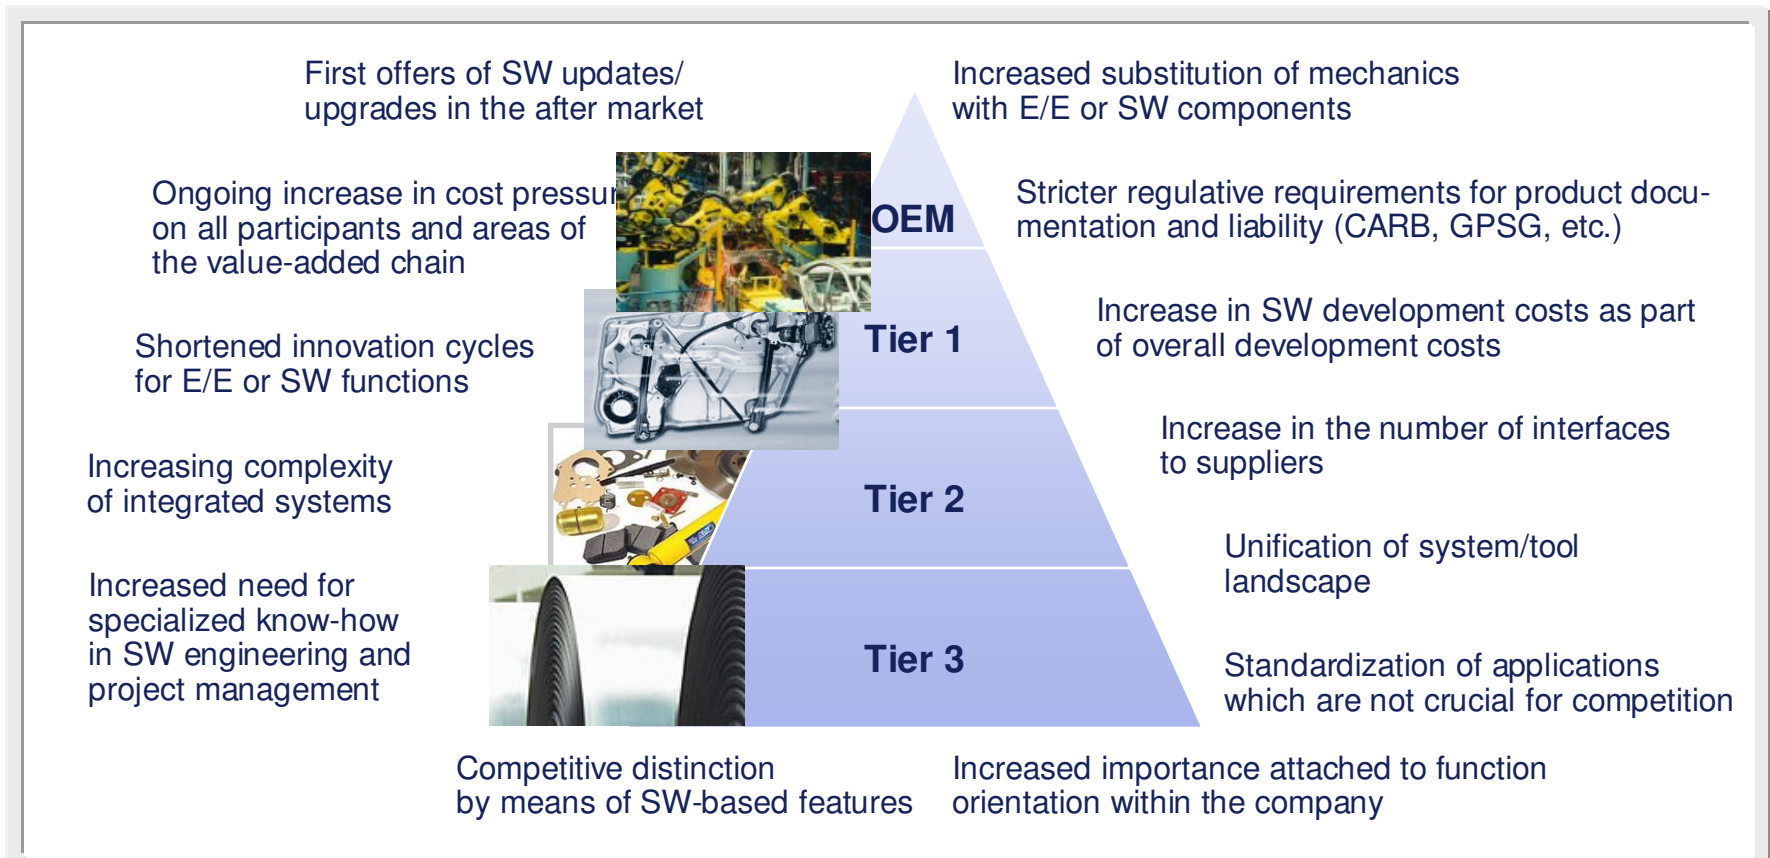 First offers of SW updates/
upgrades in the after market
Increased substitution of mechanics
with E/E or SW components
Ongoing increase in cost pressur
on all participants and areas of
the value-added chain
OEM
Stricter regulative requirements for product docu-
mentation and liability (CARB, GPSG, etc.)
Shortened innovation cycles
for E/E or SW functions
Tier 1
Increase in SW development costs as part
of overall development costs
Increasing complexity
of integrated systems
Tier 2
Increase in the number of interfaces
to suppliers
Unification of system/tool
landscape
Increased need for
specialized know-how
in SW engineering and
project management
Tier 3
Standardization of applications
which are not crucial for competition
Competitive distinction
by means of SW-based features
Increased importance attached to function
orientation within the company